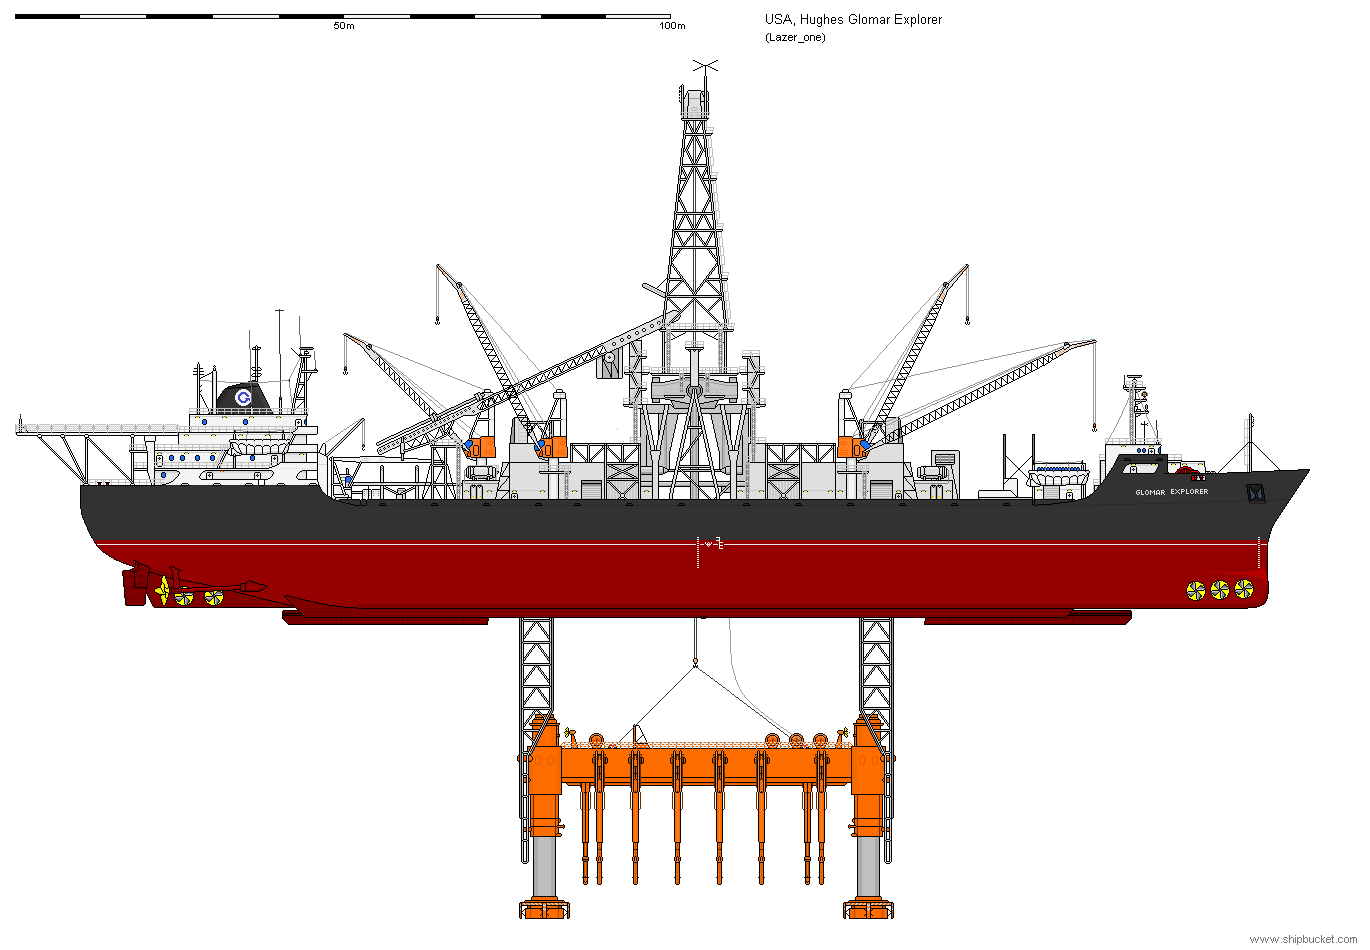 50m
100m
USA, Hughes Glomar Explorer
(Lazer_one)
GLOMAR EXPLORER
www.shipbucket.com